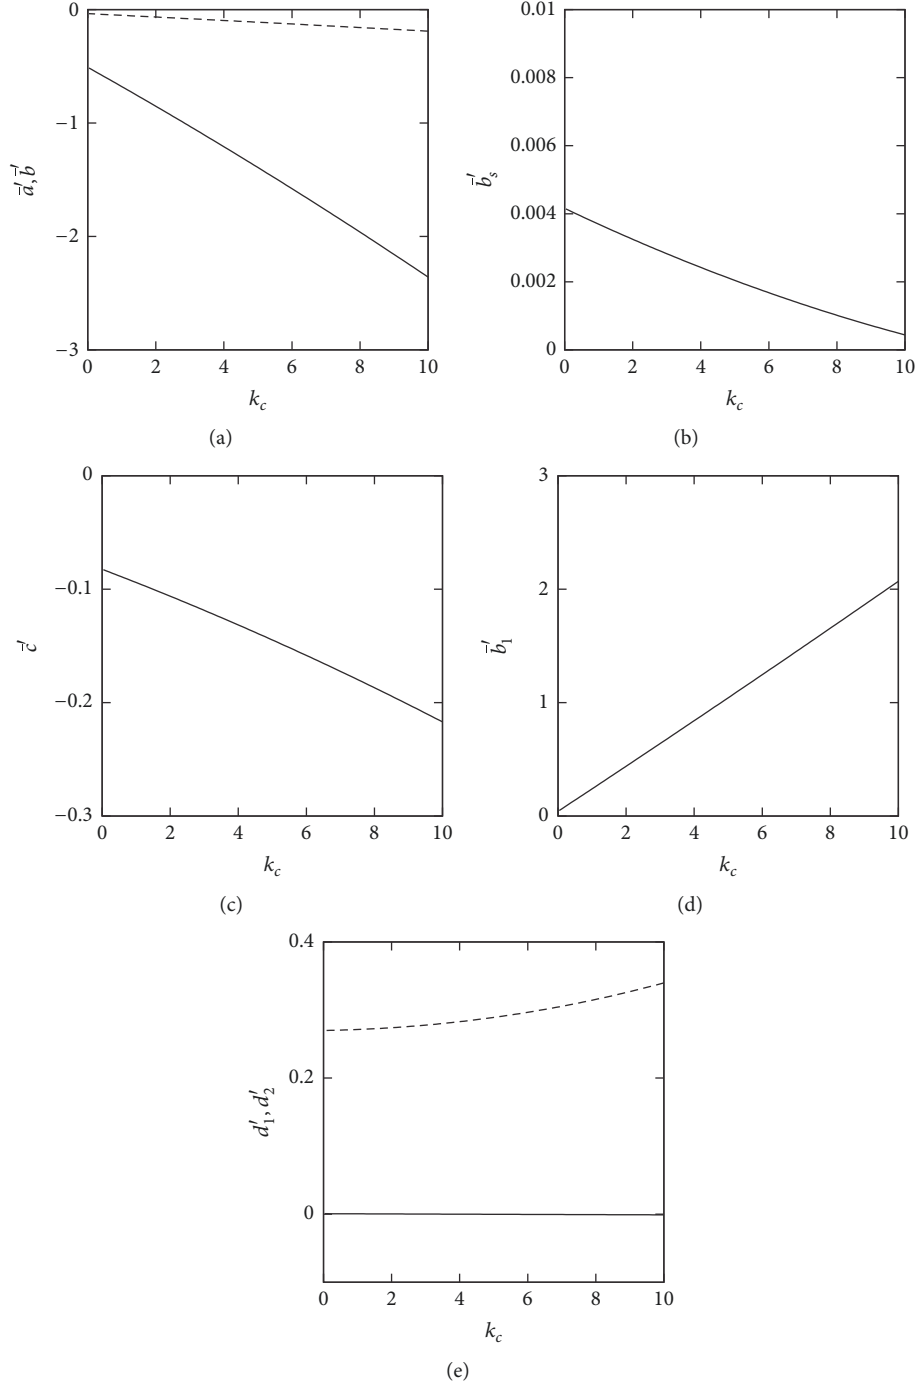 0
−1
−2
−3
0 2 4 6 8 10
a̅′, b̅′
k_c
(a)
0.01
0.008
0.006
0.004
0.002
0
0 2 4 6 8 10
b̅′_s
k_c
(b)
0
−0.1
−0.2
−0.3
0 2 4 6 8 10
c̅′
k_c
(c)
3
2
1
0
0 2 4 6 8 10
b̅′_1
k_c
(d)
0.4
0.2
0
0 2 4 6 8 10
d′_1, d′_2
k_c
(e)